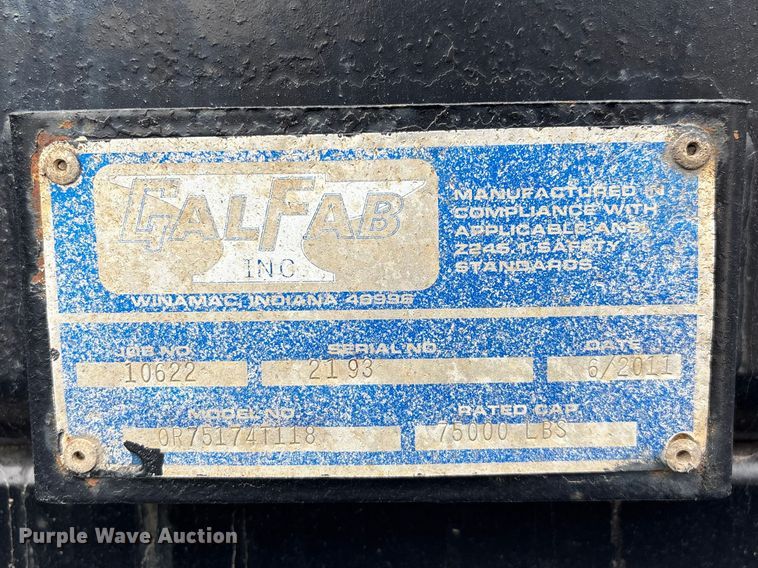 GALFAB
INC
WINAMAC, INDIANA 46996
MANUFACTURED IN
COMPLIANCE WITH
APPLICABLE ANSI
Z245.1 SAFETY
STANDARDS
JOB NO.
10622
SERIAL NO.
2193
DATE
6/2011
MODEL NO.
OR75174T118
RATED CAP.
75000 LBS
Purple Wave Auction